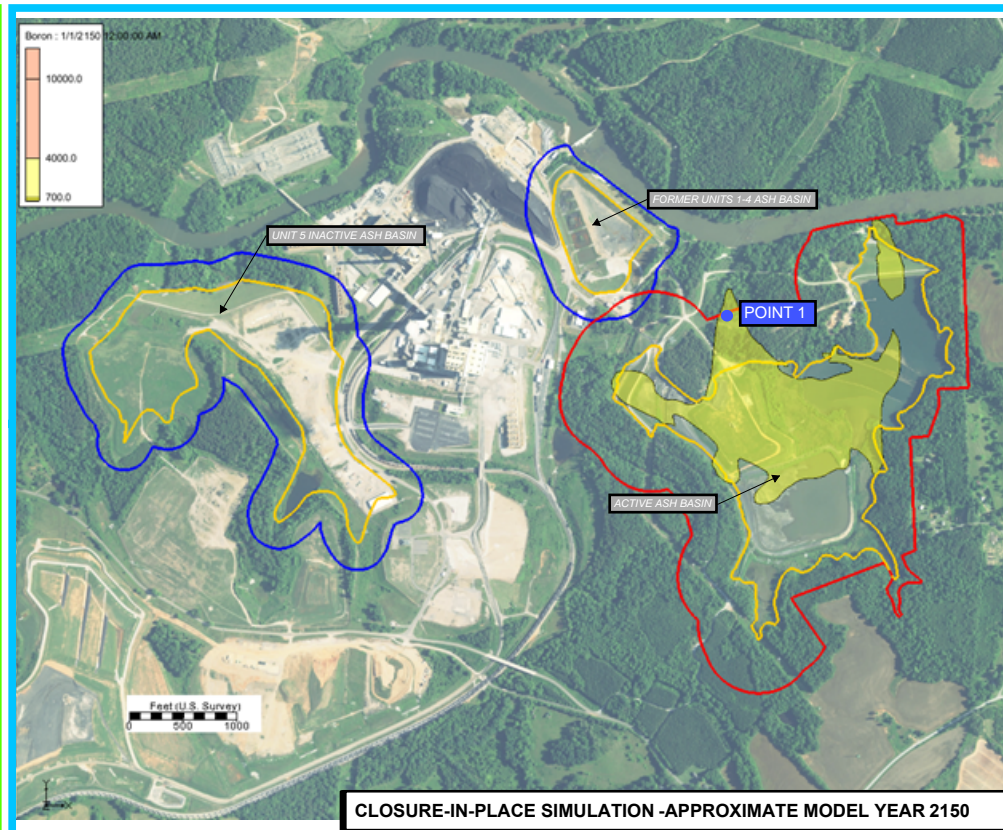 Boron : 1/1/2150 12:00:00 AM
10000.0
4000.0
700.0
FORMER UNITS 1-4 ASH BASIN
UNIT 5 INACTIVE ASH BASIN
POINT 1
ACTIVE ASH BASIN
Feet (U.S. Survey)
0 500 1000
Y
X
CLOSURE-IN-PLACE SIMULATION -APPROXIMATE MODEL YEAR 2150